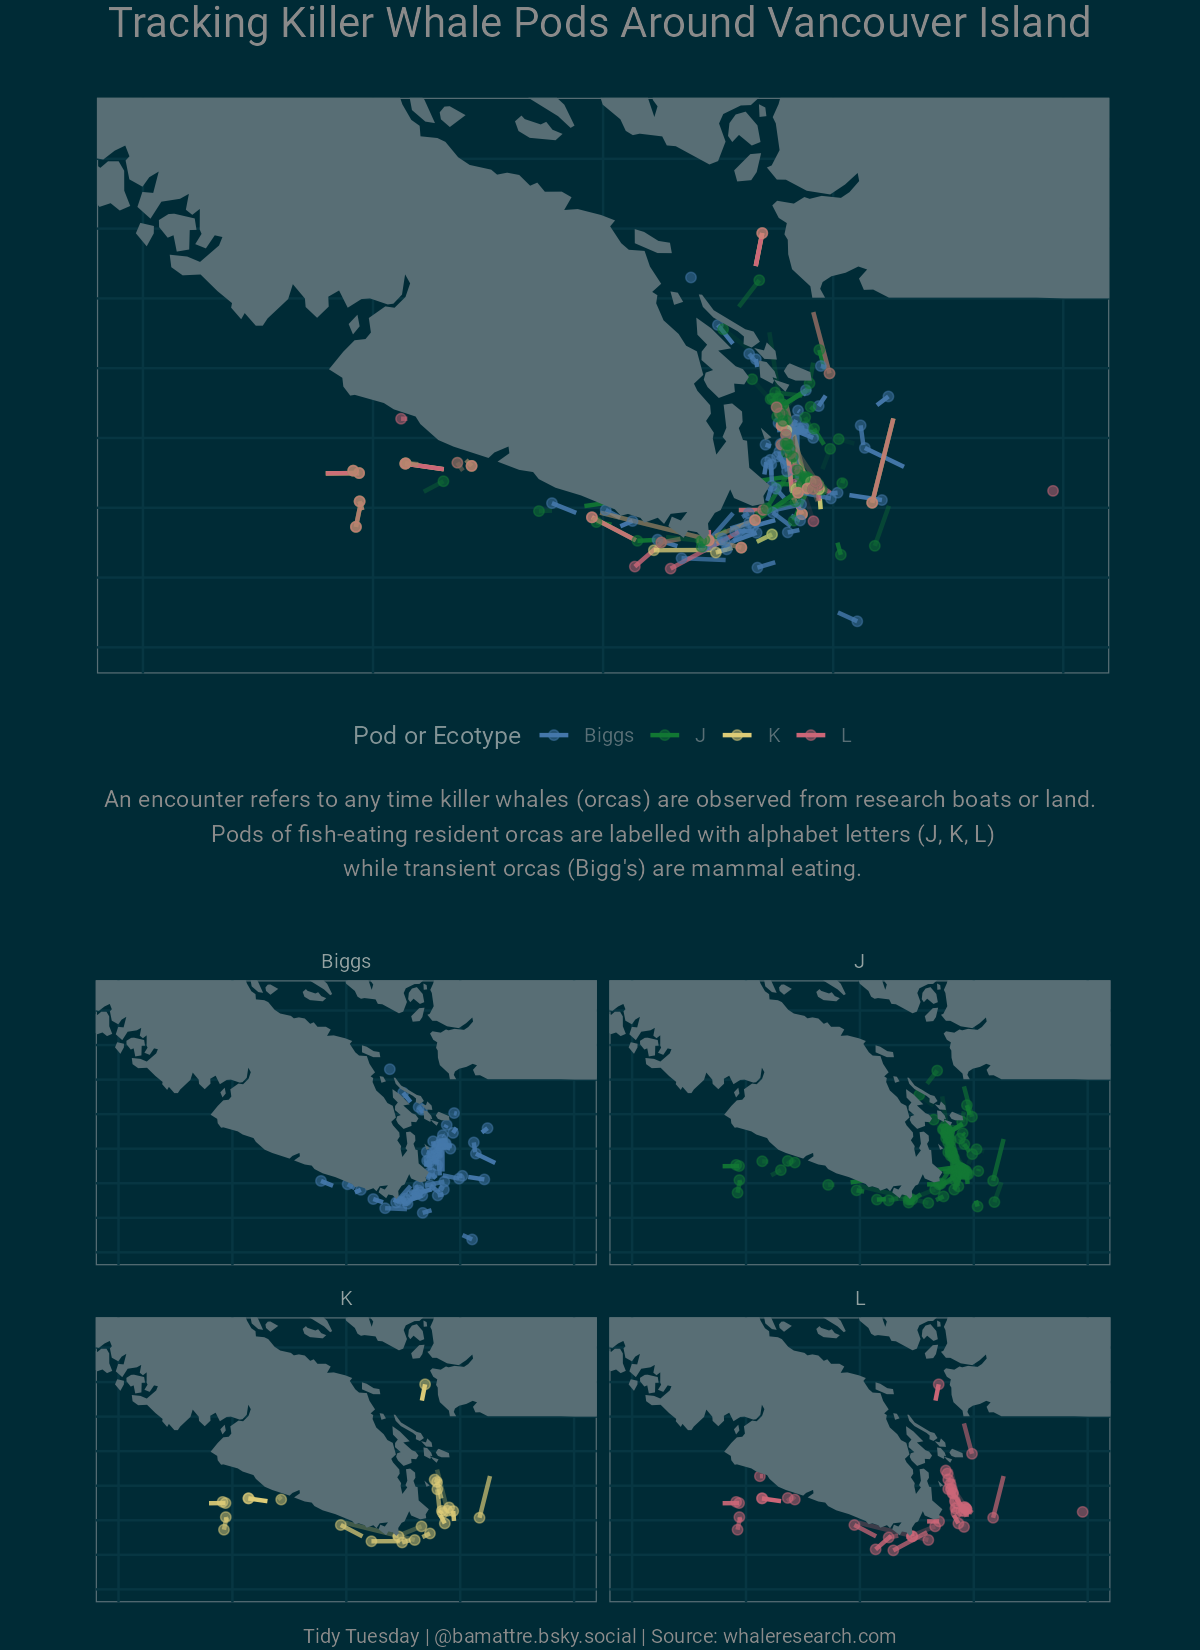 Tracking Killer Whale Pods Around Vancouver Island
Pod or Ecotype Biggs J K L
An encounter refers to any time killer whales (orcas) are observed from research boats or land.
Pods of fish-eating resident orcas are labelled with alphabet letters (J, K, L)
while transient orcas (Bigg's) are mammal eating.
Biggs
J
K
L
Tidy Tuesday | @bamattre.bsky.social | Source: whaleresearch.com